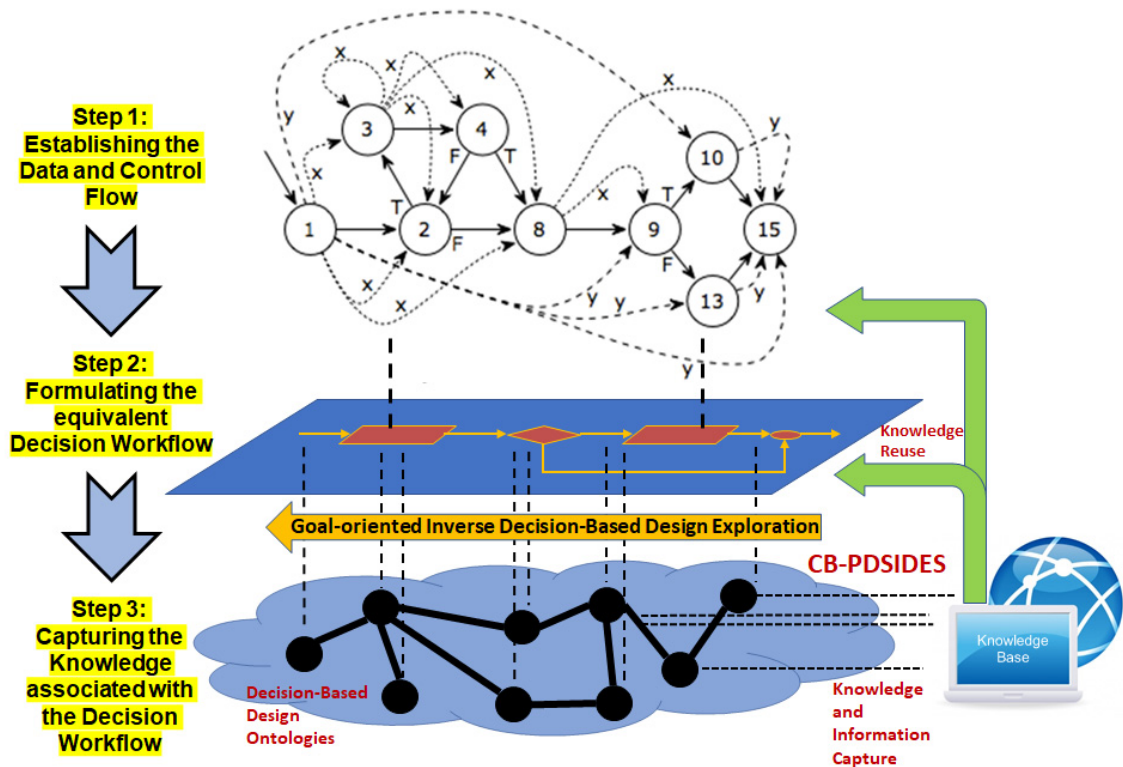 Step 1:
Establishing the
Data and Control
Flow
Step 2:
Formulating the
equivalent
Decision Workflow
Step 3:
Capturing the
Knowledge
associated with
the Decision
Workflow
x
x
x
x
x
y
y
x
3
4
10
F
T
x
T
T
1
2
8
9
15
F
F
x
13
x
y
y
y
y
Knowledge
Reuse
Goal-oriented Inverse Decision-Based Design Exploration
CB-PDSIDES
Knowledge
Base
Decision-Based
Design
Ontologies
Knowledge
and
Information
Capture